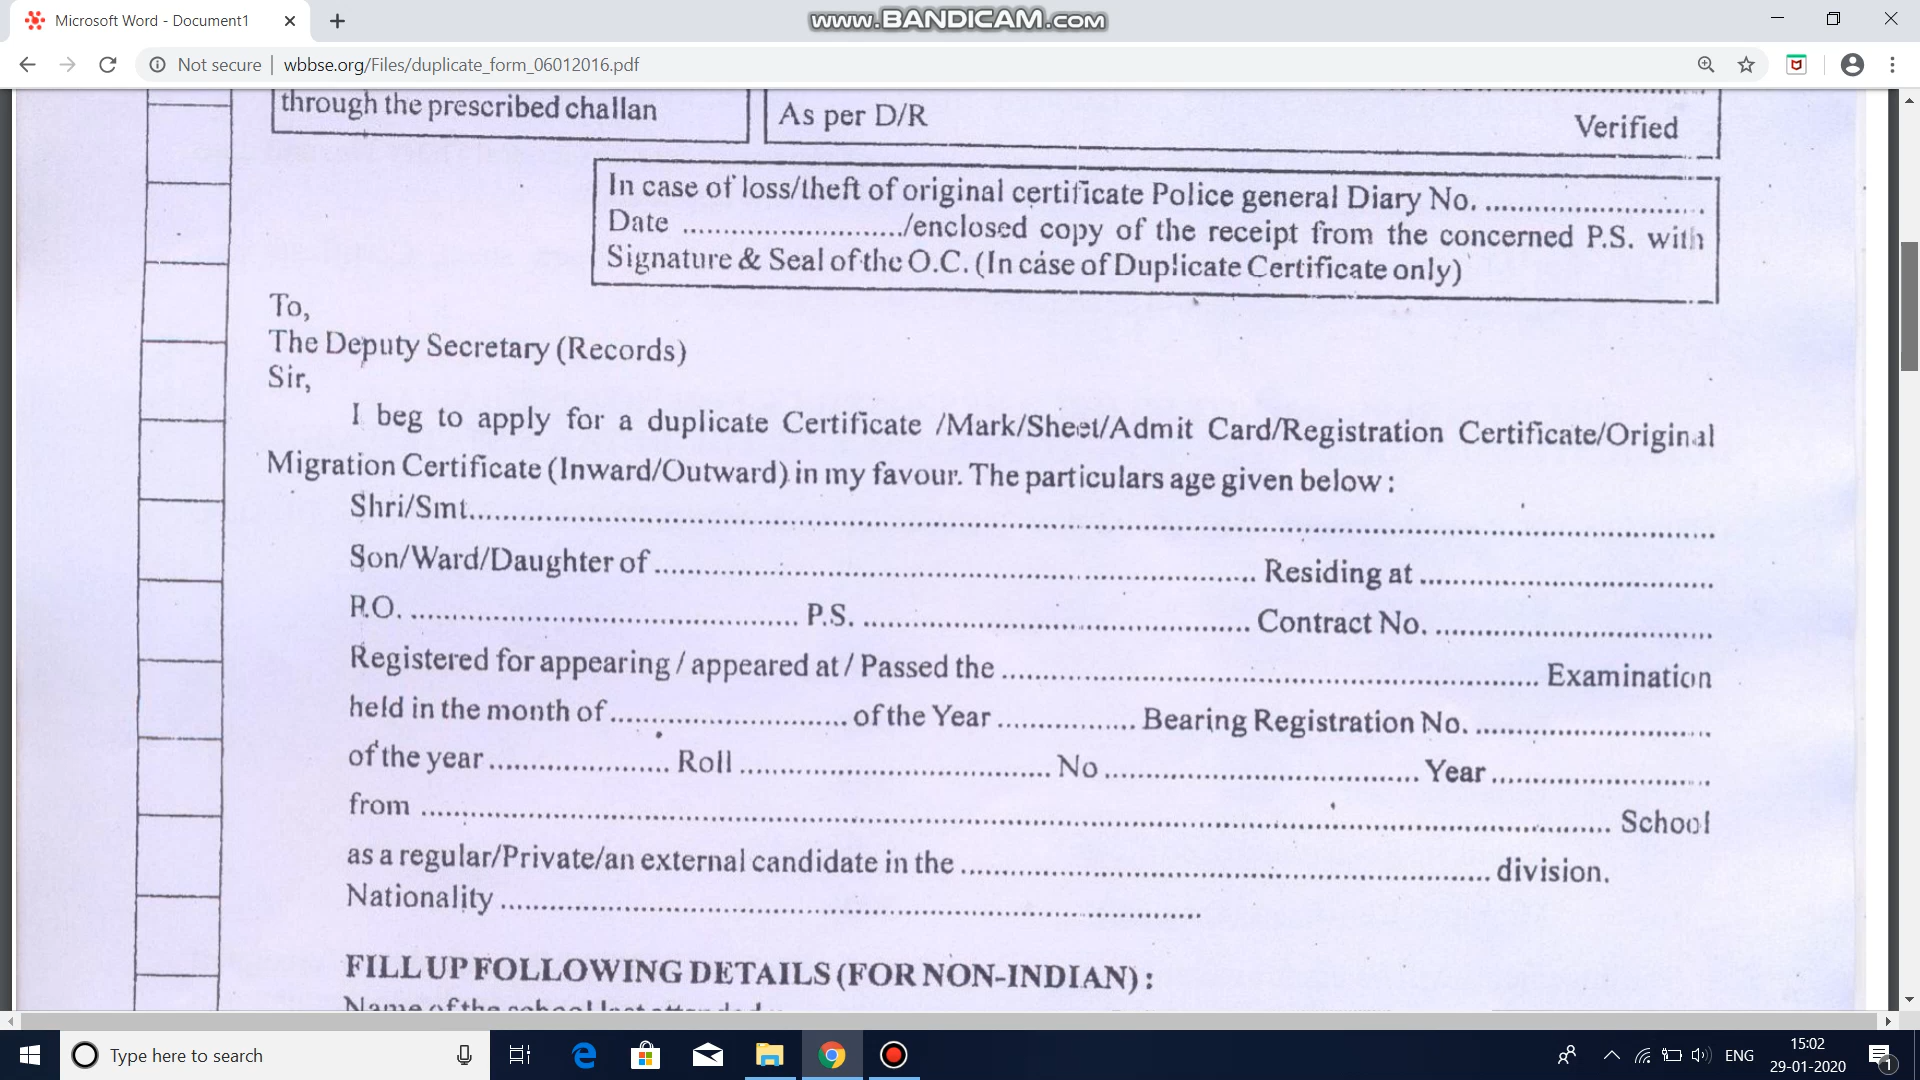 Microsoft Word - Document1
www.BANDICAM.com
Not secure | wbbse.org/Files/duplicate_form_06012016.pdf
through the prescribed challan
As per D/R
Verified
In case of loss/theft of original certificate Police general Diary No. ............................
Date ............................/enclosed copy of the receipt from the concerned P.S. with
Signature & Seal of the O.C. (In case of Duplicate Certificate only)
To,
The Deputy Secretary (Records)
Sir,
I beg to apply for a duplicate Certificate /Mark/Sheet/Admit Card/Registration Certificate/Original
Migration Certificate (Inward/Outward) in my favour. The particulars age given below :
Shri/Smt............................................................
Son/Ward/Daughter of ............................................................ Residing at ..............................
P.O. ........................................ P.S. ........................................ Contract No. ..............................
Registered for appearing / appeared at / Passed the ............................................................ Examination
held in the month of ............................ of the Year ................ Bearing Registration No. ..............................
of the year ...................... Roll .................................... No .................................... Year ..........................
from ............................................................ School
as a regular/Private/an external candidate in the ............................................................ division.
Nationality ............................................................
FILL UP FOLLOWING DETAILS (FOR NON-INDIAN) :
Name of the school last attended
Type here to search
ENG
15:02
29-01-2020
1